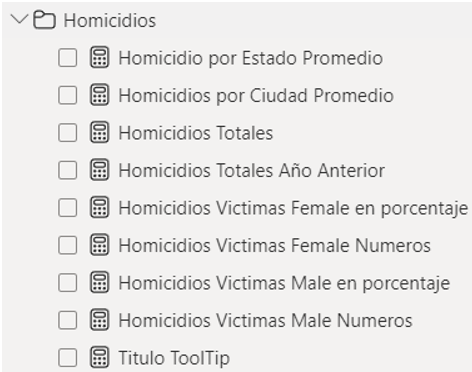 Homicidios
Homicidio por Estado Promedio
Homicidios por Ciudad Promedio
Homicidios Totales
Homicidios Totales Año Anterior
Homicidios Victimas Female en porcentaje
Homicidios Victimas Female Numeros
Homicidios Victimas Male en porcentaje
Homicidios Victimas Male Numeros
Titulo ToolTip